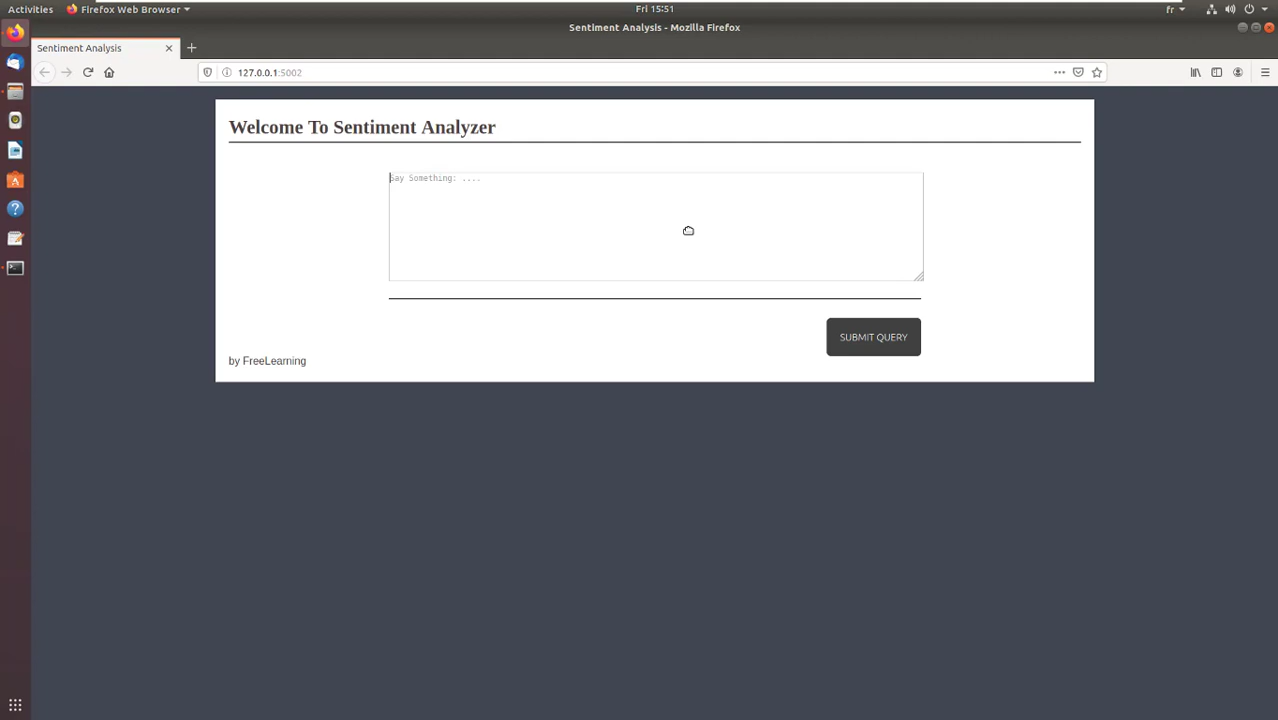 Activities
Firefox Web Browser
Fri 15:51
fr
Sentiment Analysis - Mozilla Firefox
Sentiment Analysis
127.0.0.1:5002
Welcome To Sentiment Analyzer
Say Something: ....
SUBMIT QUERY
by FreeLearning